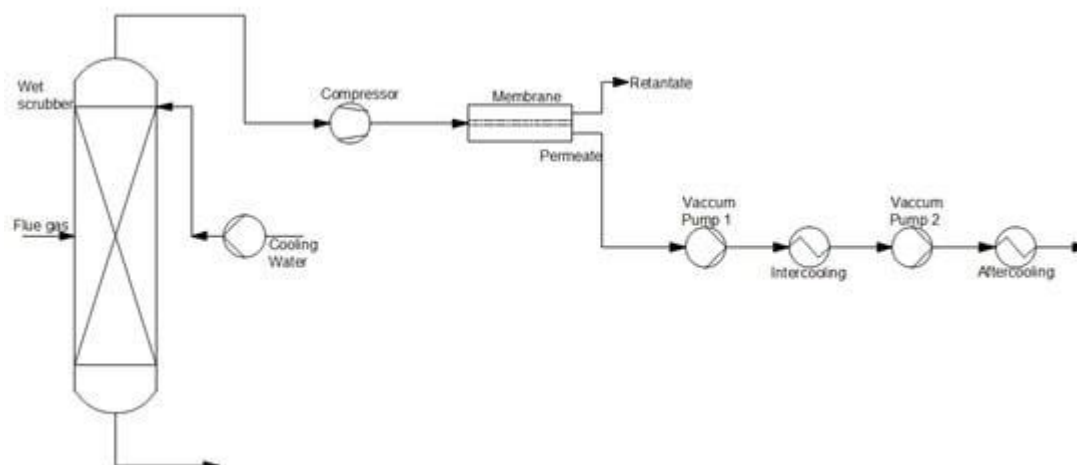 Wet
scrubber
Compressor
Membrane
Retantate
Permeate
Flue gas
Cooling
Water
Vaccum
Pump 1
Intercooling
Vaccum
Pump 2
Aftercooling